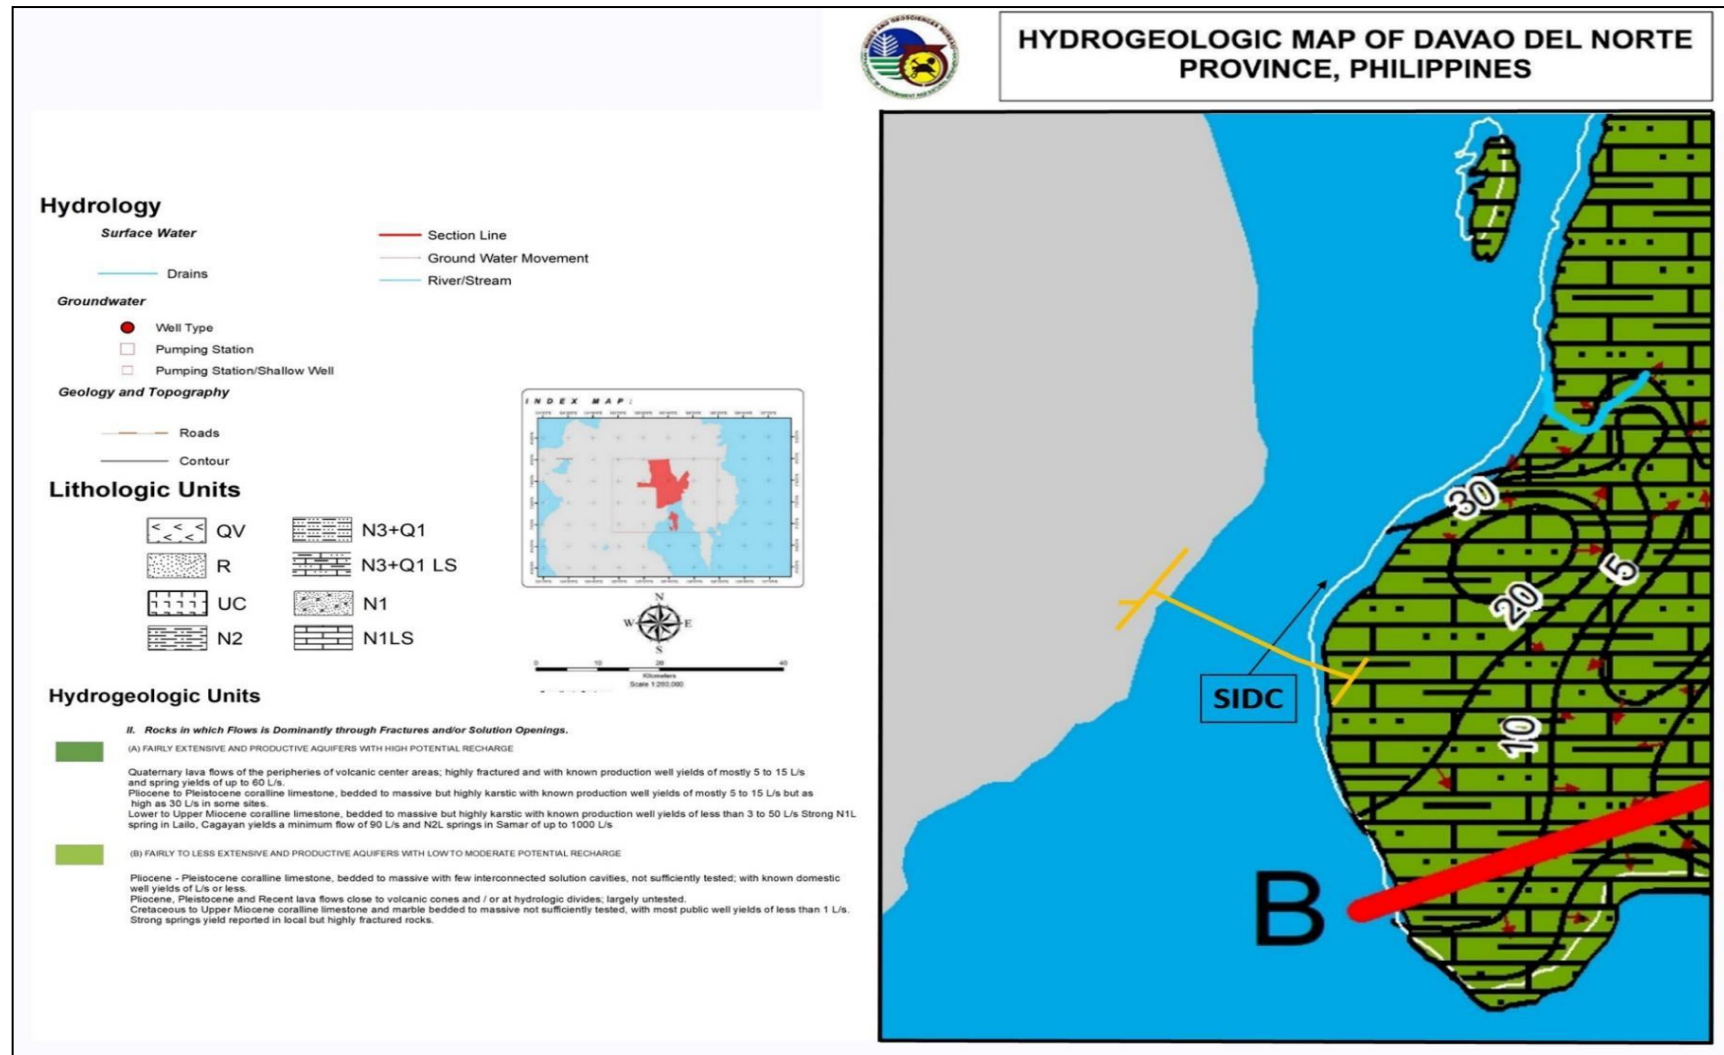 HYDROGEOLOGIC MAP OF DAVAO DEL NORTE
PROVINCE, PHILIPPINES
Hydrology
Surface Water
Drains
Section Line
Ground Water Movement
River/Stream
Groundwater
Well Type
Pumping Station
Pumping Station/Shallow Well
Geology and Topography
Roads
Contour
INDEX MAP:
Lithologic Units
QV
N3+Q1
R
N3+Q1 LS
UC
N1
N2
N1LS
N
W
E
S
0 10 20 40
Kilometers
Scale 1:250,000
Hydrogeologic Units
II. Rocks in which Flows is Dominantly through Fractures and/or Solution Openings.
(A) FAIRLY EXTENSIVE AND PRODUCTIVE AQUIFERS WITH HIGH POTENTIAL RECHARGE
Quaternary lava flows of the peripheries of volcanic center areas; highly fractured and with known production well yields of mostly 5 to 15 L/s
and spring yields of up to 60 L/s.
Pliocene to Pleistocene coralline limestone, bedded to massive but highly karstic with known production well yields of mostly 5 to 15 L/s but as
high as 30 L/s in some sites.
Lower to Upper Miocene coralline limestone, bedded to massive but highly karstic with known production well yields of less than 3 to 50 L/s Strong N1L
spring in Lailo, Cagayan yields a minimum flow of 90 L/s and N2L springs in Samar of up to 1000 L/s
(B) FAIRLY TO LESS EXTENSIVE AND PRODUCTIVE AQUIFERS WITH LOW TO MODERATE POTENTIAL RECHARGE
Pliocene - Pleistocene coralline limestone, bedded to massive with few interconnected solution cavities, not sufficiently tested; with known domestic
well yields of L/s or less.
Pliocene, Pleistocene and Recent lava flows close to volcanic cones and / or at hydrologic divides; largely untested.
Cretaceous to Upper Miocene coralline limestone and marble bedded to massive not sufficiently tested, with most public well yields of less than 1 L/s.
Strong springs yield reported in local but highly fractured rocks.
30
5
20
SIDC
10
B